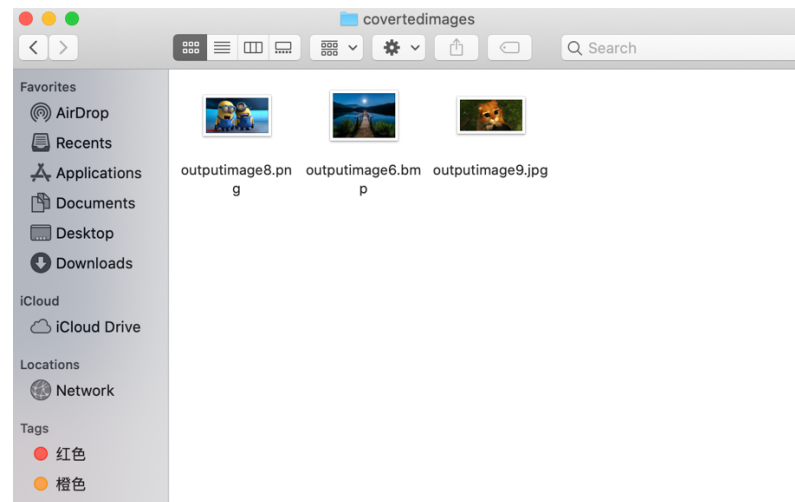 covertedimages
Search
Favorites
AirDrop
Recents
Applications
Documents
Desktop
Downloads
iCloud
iCloud Drive
Locations
Network
Tags
红色
橙色
outputimage8.pn
g
outputimage6.bm
p
outputimage9.jpg